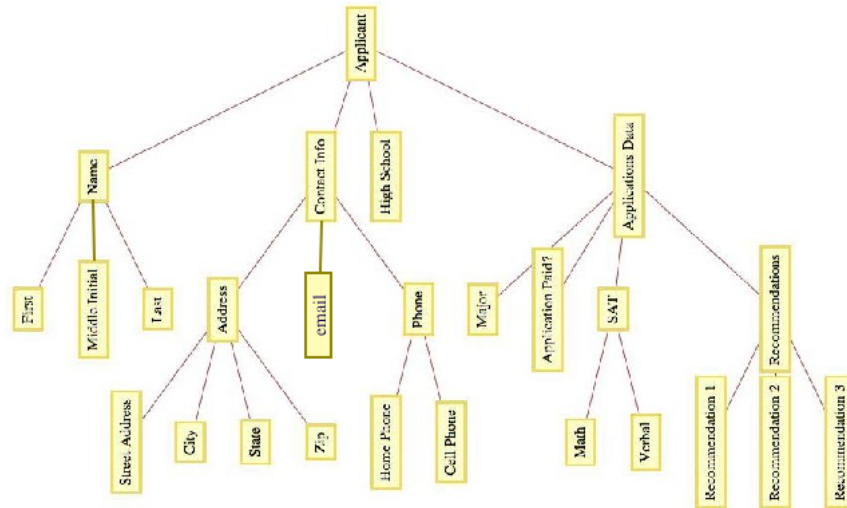 Applicant
Name
Contact Info
High School
Applications Data
First
Middle Initial
Last
Address
email
Phone
Major
Application Paid?
SAT
Recommendations
Street Address
City
State
Zip
Home Phone
Cell Phone
Math
Verbal
Recommendation 1
Recommendation 2
Recommendation 3